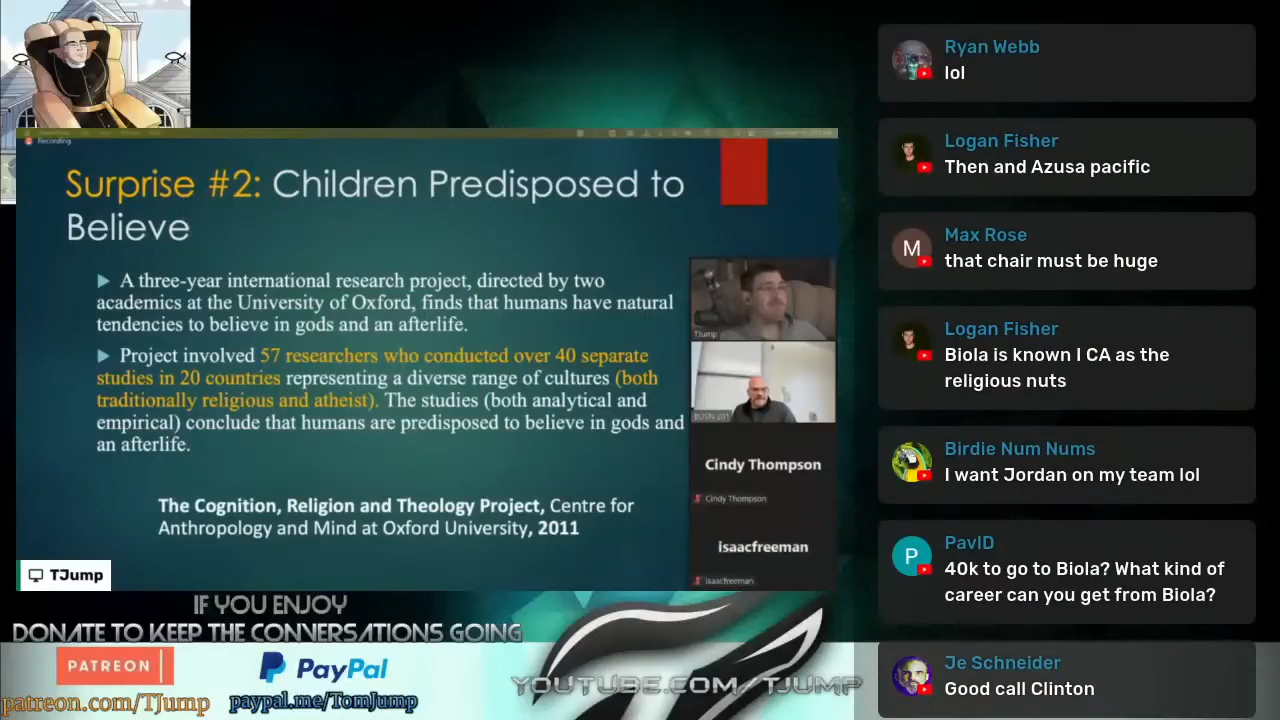 Recording
Surprise #2: Children Predisposed to
Believe
A three-year international research project, directed by two
academics at the University of Oxford, finds that humans have natural
tendencies to believe in gods and an afterlife.
Project involved 57 researchers who conducted over 40 separate
studies in 20 countries representing a diverse range of cultures (both
traditionally religious and atheist). The studies (both analytical and
empirical) conclude that humans are predisposed to believe in gods and
an afterlife.
The Cognition, Religion and Theology Project, Centre for
Anthropology and Mind at Oxford University, 2011
TJump
Cindy Thompson
Cindy Thompson
isaacfreeman
isaacfreeman
TJump
IF YOU ENJOY
DONATE TO KEEP THE CONVERSATIONS GOING
PATREON
patreon.com/TJump
PayPal
paypal.me/TomJump
YOUTUBE.COM/TJUMP
Ryan Webb
lol
Logan Fisher
Then and Azusa pacific
M
Max Rose
that chair must be huge
Logan Fisher
Biola is known I CA as the
religious nuts
Birdie Num Nums
I want Jordan on my team lol
P
PavID
40k to go to Biola? What kind of
career can you get from Biola?
Je Schneider
Good call Clinton